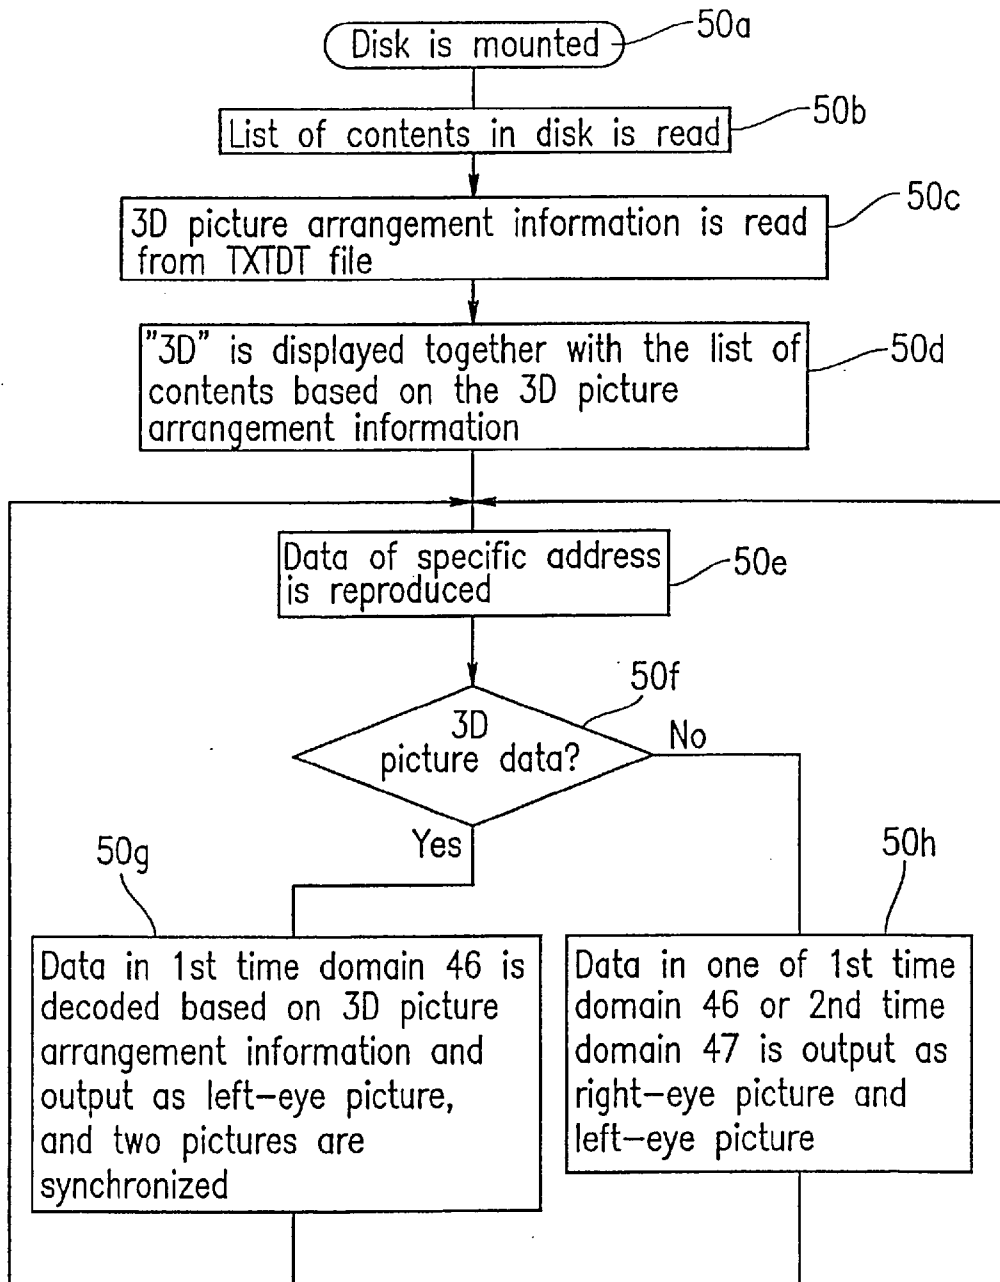 Disk is mounted
50a
List of contents in disk is read
50b
3D picture arrangement information is read
from TXTDT file
50c
"3D" is displayed together with the list of
contents based on the 3D picture
arrangement information
50d
Data of specific address
is reproduced
50e
3D
picture data?
50f
No
Yes
50g
Data in 1st time domain 46 is
decoded based on 3D picture
arrangement information and
output as left-eye picture,
and two pictures are
synchronized
50h
Data in one of 1st time
domain 46 or 2nd time
domain 47 is output as
right-eye picture and
left-eye picture